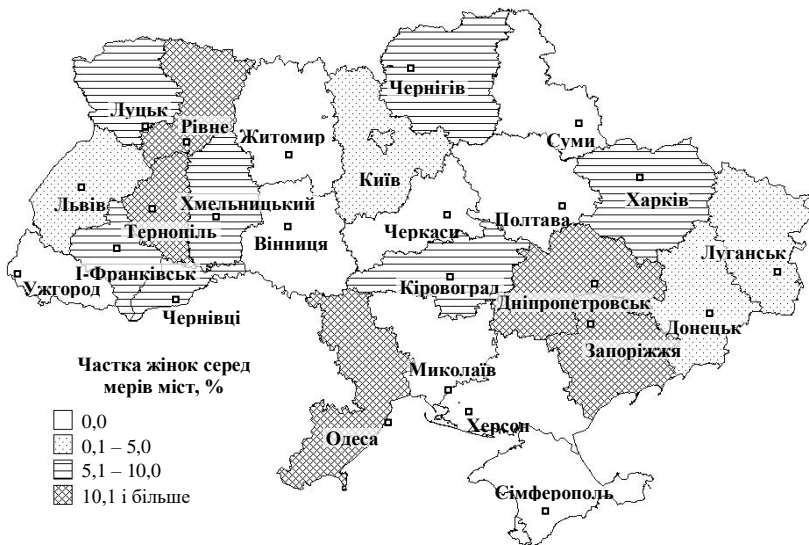 Чернігів
Луцьк
Рівне
Суми
Житомир
Київ
Харків
Львів
Хмельницький
Полтава
Тернопіль
Вінниця
Черкаси
Луганськ
І-Франківськ
Ужгород
Кіровоград
Дніпропетровськ
Чернівці
Донецьк
Запоріжжя
Миколаїв
Херсон
Одеса
Сімферополь
Частка жінок серед
мерів міст, %
0,0
0,1 – 5,0
5,1 – 10,0
10,1 і більше